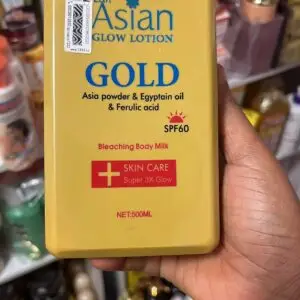 Asian
GLOW LOTION
GOLD
Asia powder & Egyptain oil
& Ferulic acid
SPF60
Bleaching Body Milk
SKIN CARE
Super 3K Glow
NET:500ML